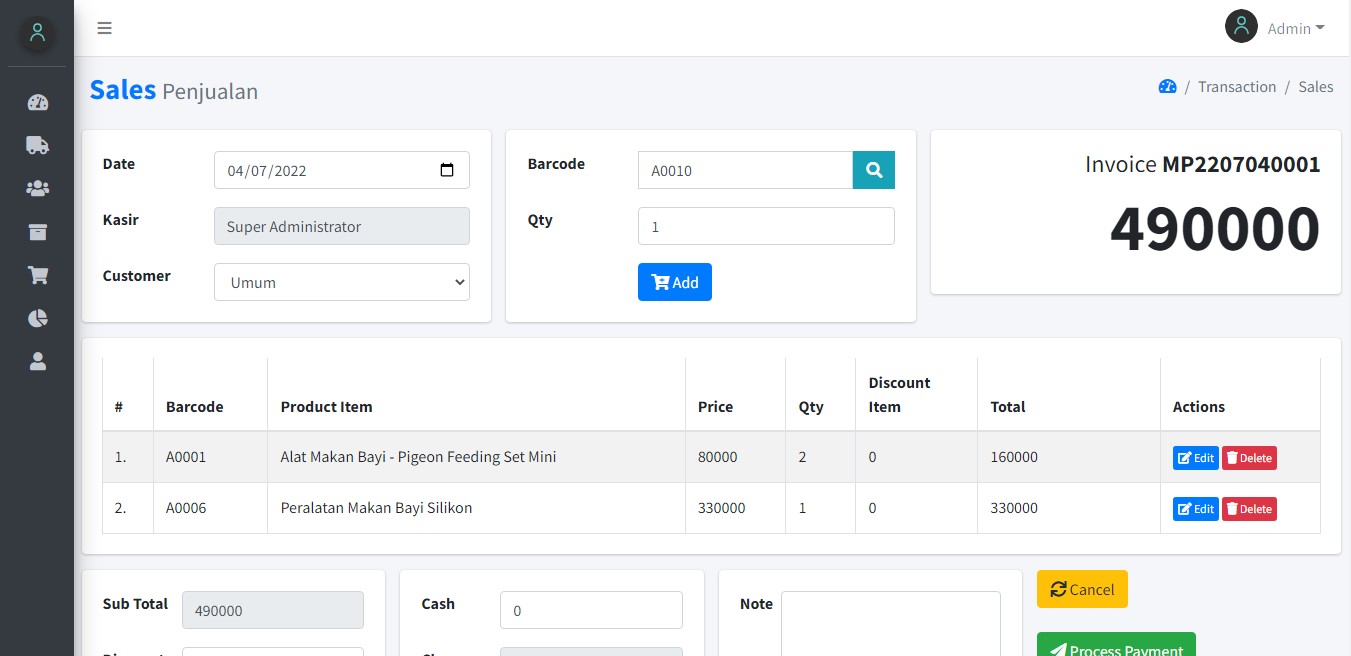 Admin
Sales Penjualan
/ Transaction / Sales
Date
04/07/2022
Kasir
Super Administrator
Customer
Umum
Barcode
A0010
Qty
1
Add
Invoice MP2207040001
490000
# Barcode Product Item Price Qty Discount Item Total Actions
1. A0001 Alat Makan Bayi - Pigeon Feeding Set Mini 80000 2 0 160000 Edit Delete
2. A0006 Peralatan Makan Bayi Silikon 330000 1 0 330000 Edit Delete
Sub Total 490000
Cash 0
Note
Cancel
Process Payment